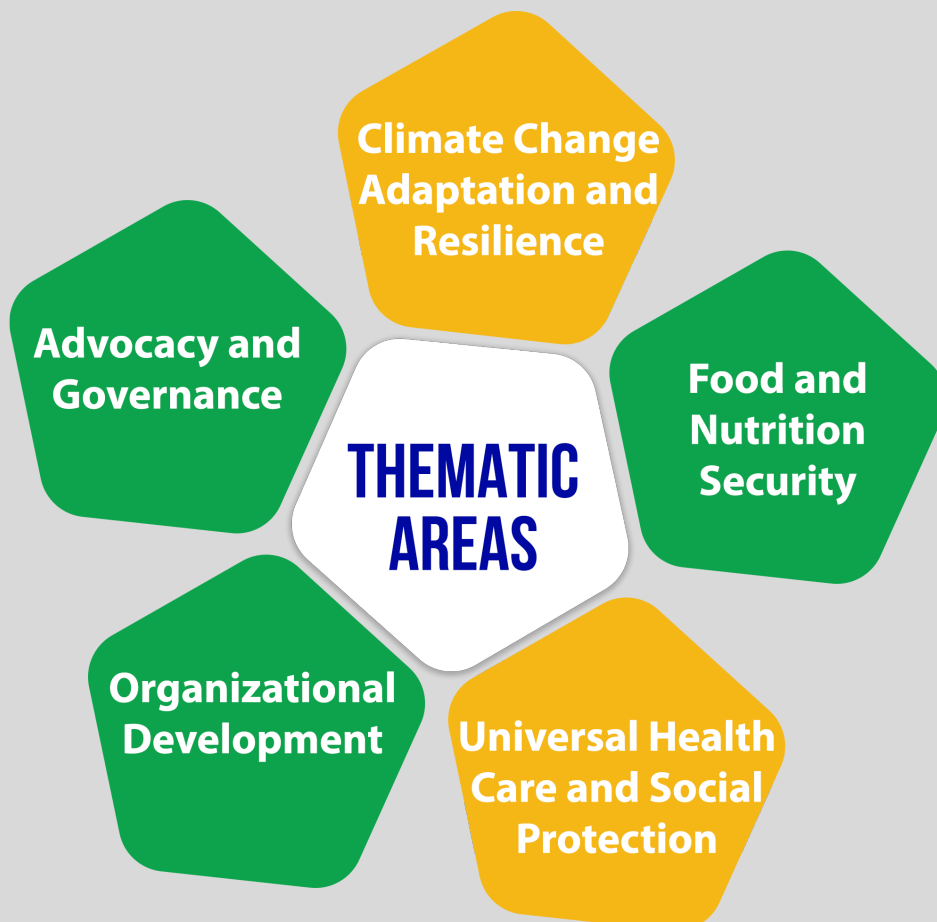 Climate Change
Adaptation and
Resilience
Advocacy and
Governance
Food and
Nutrition
Security
THEMATIC
AREAS
Organizational
Development
Universal Health
Care and Social
Protection